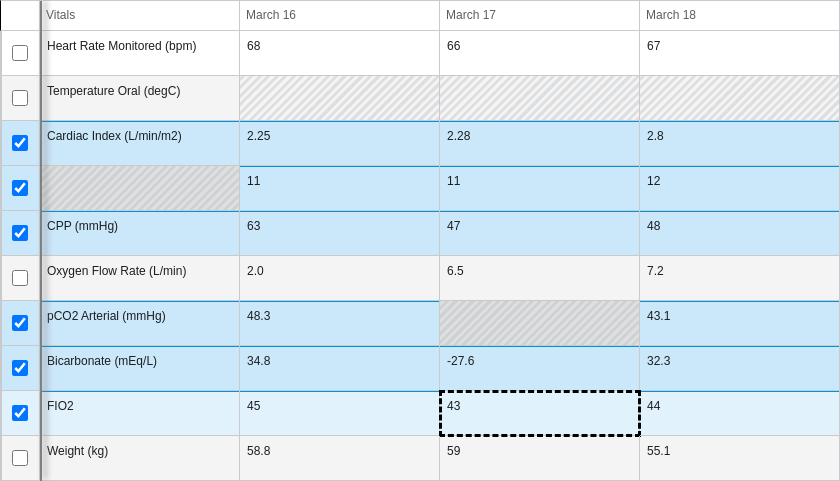 Vitals March 16 March 17 March 18
Heart Rate Monitored (bpm) 68 66 67
Temperature Oral (degC)
Cardiac Index (L/min/m2) 2.25 2.28 2.8
11 11 12
CPP (mmHg) 63 47 48
Oxygen Flow Rate (L/min) 2.0 6.5 7.2
pCO2 Arterial (mmHg) 48.3 43.1
Bicarbonate (mEq/L) 34.8 -27.6 32.3
FIO2 45 43 44
Weight (kg) 58.8 59 55.1